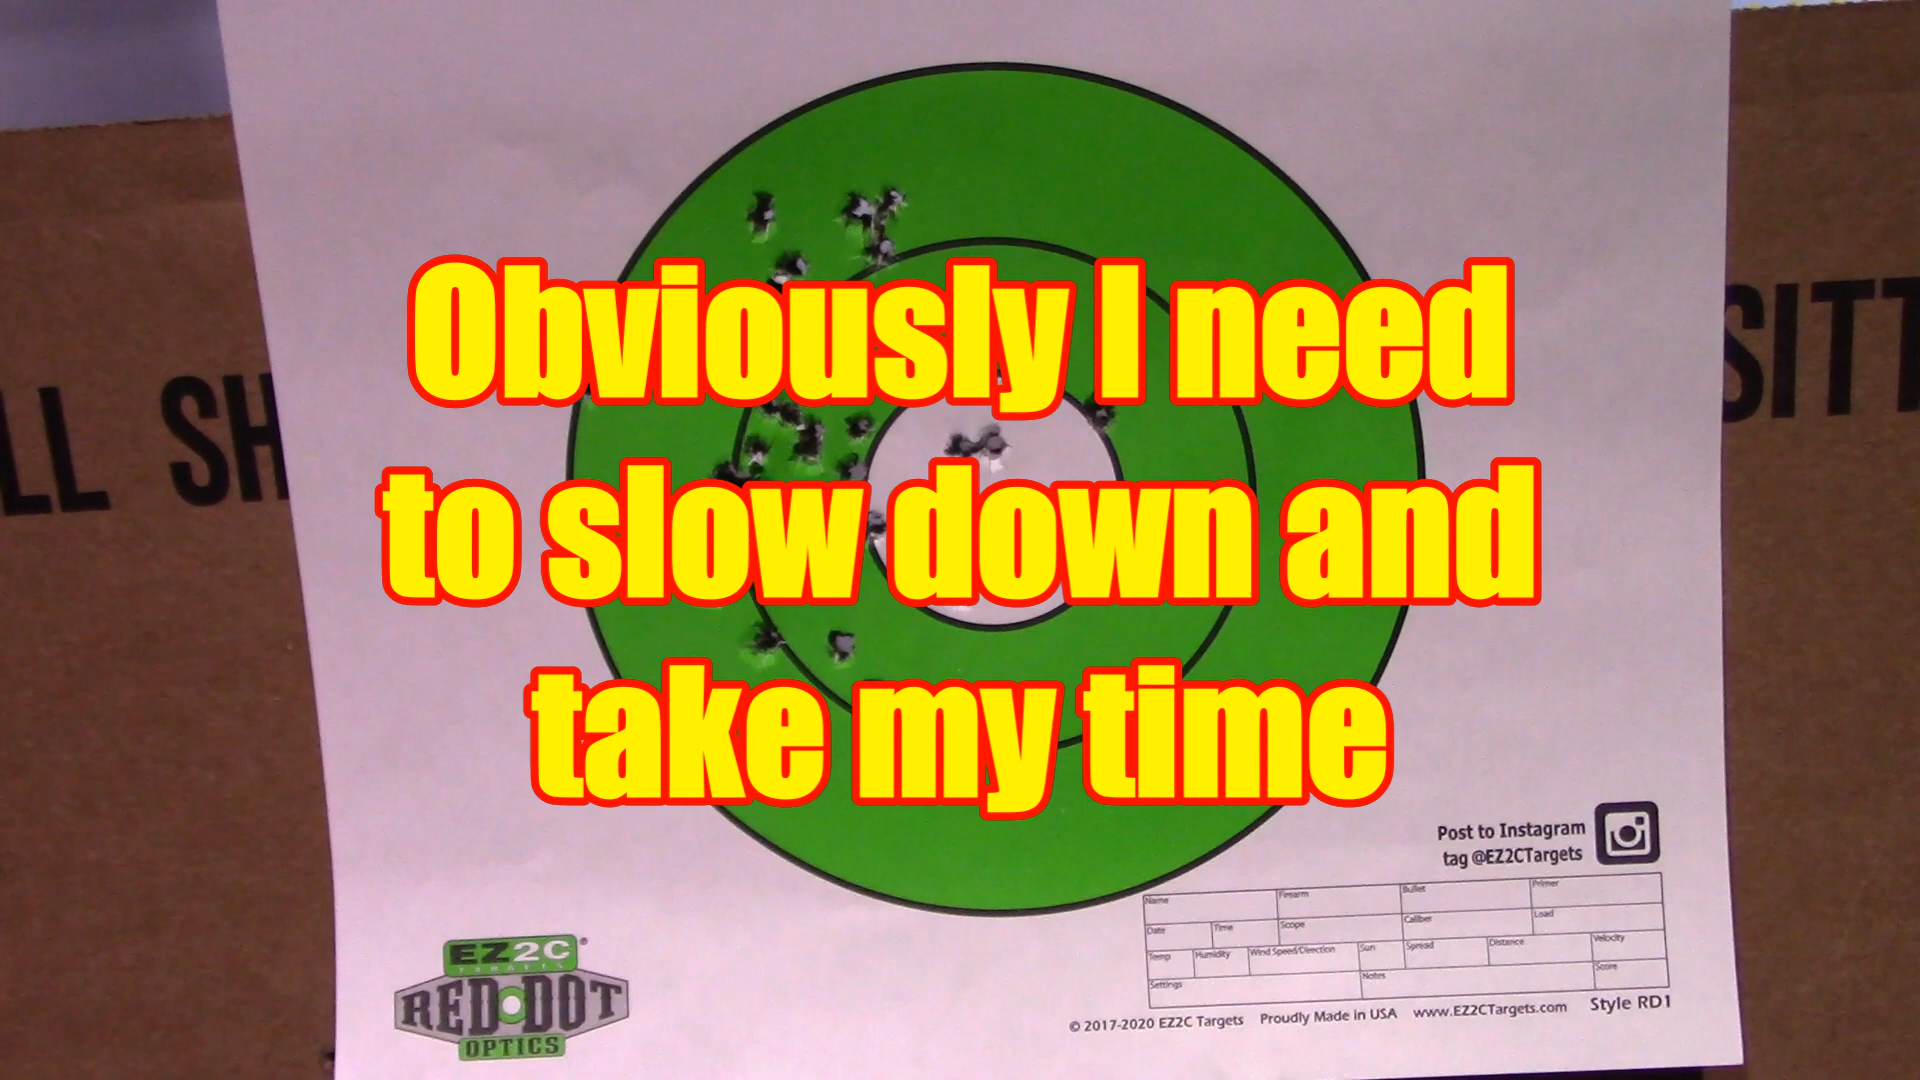 Obviously I need
to slow down and
take my time
LL SH
SITT
Post to Instagram
tag @EZ2CTargets
Name Firearm Bullet Primer
Date Time Scope Caliber Load
Temp Humidity Wind Speed/Direction Sun Spread Distance Velocity
Settings Notes Score
© 2017-2020 EZ2C Targets Proudly Made in USA www.EZ2CTargets.com Style RD1
EZ2C®
TARGETS
RED DOT
OPTICS